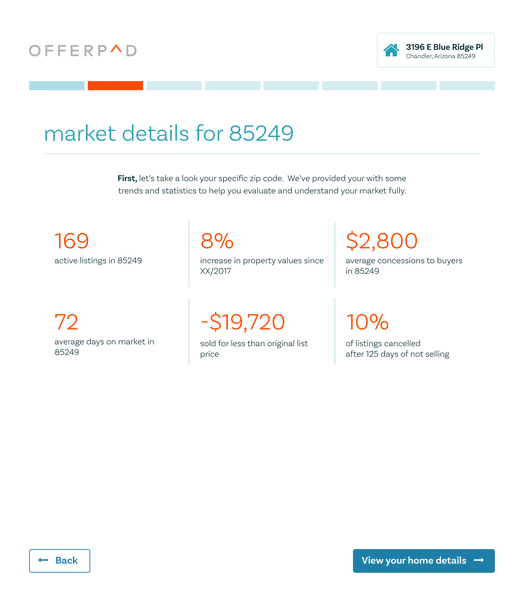 OFFERPAD
3196 E Blue Ridge Pl
Chandler, Arizona 85249
market details for 85249
First, let's take a look your specific zip code. We've provided your with some
trends and statistics to help you evaluate and understand your market fully.
169
active listings in 85249
8%
increase in property values since
XX/2017
$2,800
average concessions to buyers
in 85249
72
average days on market in
85249
-$19,720
sold for less than original list
price
10%
of listings cancelled
after 125 days of not selling
Back
View your home details